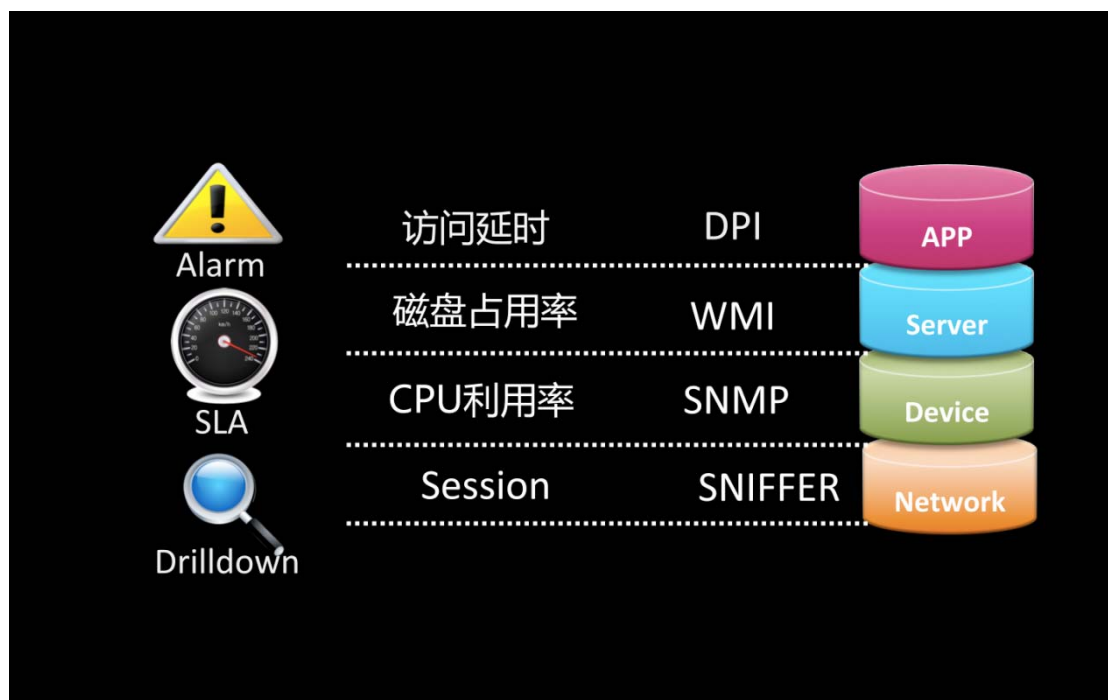 Alarm
访问延时 DPI APP
磁盘占用率 WMI Server
SLA
CPU利用率 SNMP Device
Session SNIFFER Network
Drilldown